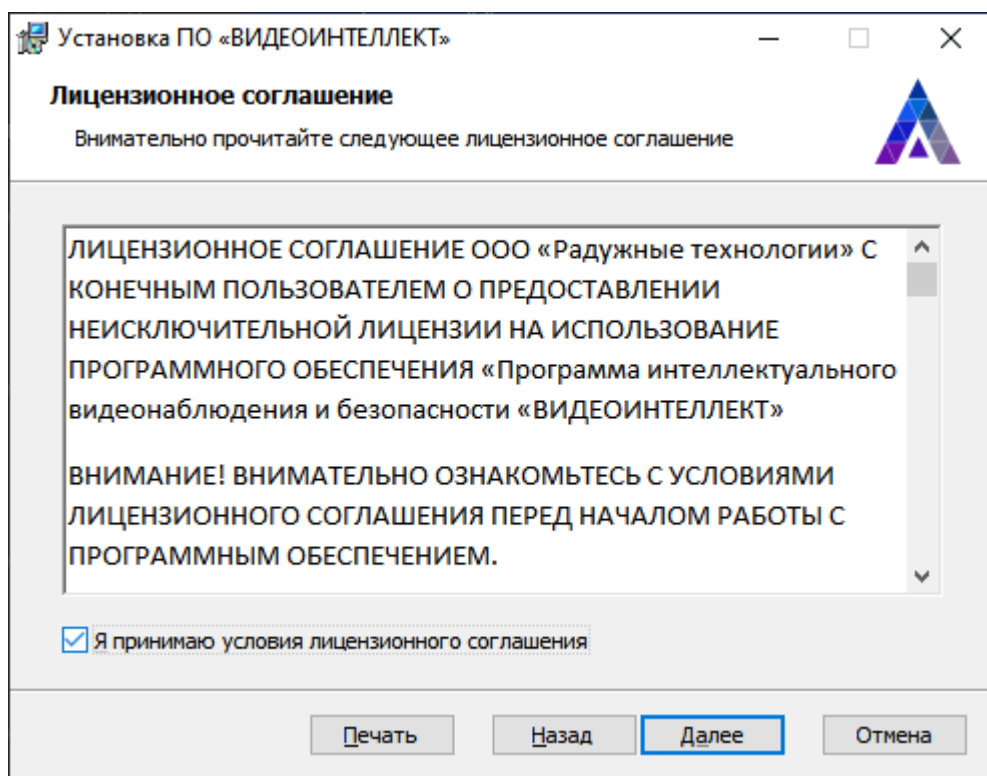 Установка ПО «ВИДЕОИНТЕЛЛЕКТ»
Лицензионное соглашение
Внимательно прочитайте следующее лицензионное соглашение
ЛИЦЕНЗИОННОЕ СОГЛАШЕНИЕ ООО «Радужные технологии» С
КОНЕЧНЫМ ПОЛЬЗОВАТЕЛЕМ О ПРЕДОСТАВЛЕНИИ
НЕИСКЛЮЧИТЕЛЬНОЙ ЛИЦЕНЗИИ НА ИСПОЛЬЗОВАНИЕ
ПРОГРАММНОГО ОБЕСПЕЧЕНИЯ «Программа интеллектуального
видеонаблюдения и безопасности «ВИДЕОИНТЕЛЛЕКТ»
ВНИМАНИЕ! ВНИМАТЕЛЬНО ОЗНАКОМЬТЕСЬ С УСЛОВИЯМИ
ЛИЦЕНЗИОННОГО СОГЛАШЕНИЯ ПЕРЕД НАЧАЛОМ РАБОТЫ С
ПРОГРАММНЫМ ОБЕСПЕЧЕНИЕМ.
Я принимаю условия лицензионного соглашения
Печать Назад Далее Отмена